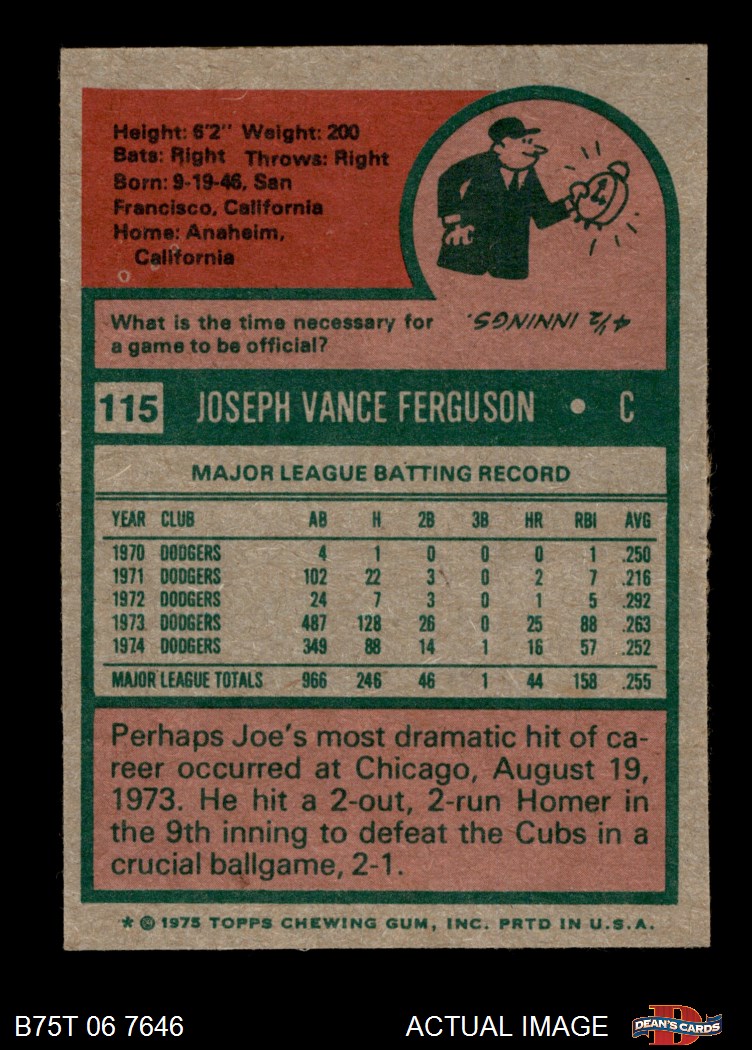 Height: 6'2" Weight: 200
Bats: Right Throws: Right
Born: 9-19-46, San
Francisco, California
Home: Anaheim,
California
What is the time necessary for
a game to be official?
4½ INNINGS.
115 JOSEPH VANCE FERGUSON • C
MAJOR LEAGUE BATTING RECORD
YEAR CLUB AB H 2B 3B HR RBI AVG
1970 DODGERS 4 1 0 0 0 1 .250
1971 DODGERS 102 22 3 0 2 7 .216
1972 DODGERS 24 7 3 0 1 5 .292
1973 DODGERS 487 128 26 0 25 88 .263
1974 DODGERS 349 88 14 1 16 57 .252
MAJOR LEAGUE TOTALS 966 246 46 1 44 158 .255
Perhaps Joe's most dramatic hit of ca-
reer occurred at Chicago, August 19,
1973. He hit a 2-out, 2-run Homer in
the 9th inning to defeat the Cubs in a
crucial ballgame, 2-1.
* © 1975 TOPPS CHEWING GUM, INC. PRTD IN U.S.A.
B75T 06 7646 ACTUAL IMAGE D DEAN'S CARDS